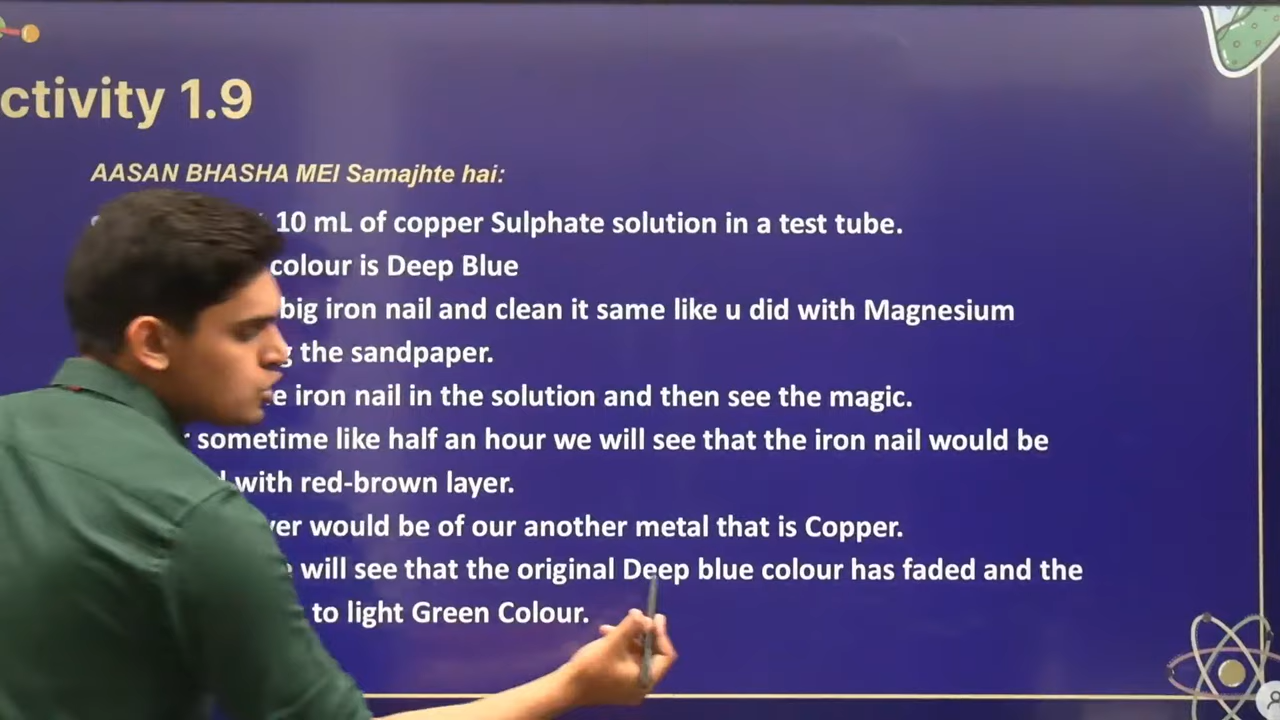 ctivity 1.9
AASAN BHASHA MEI Samajhte hai:
10 mL of copper Sulphate solution in a test tube.
colour is Deep Blue
big iron nail and clean it same like u did with Magnesium
the sandpaper.
iron nail in the solution and then see the magic.
sometime like half an hour we will see that the iron nail would be
with red-brown layer.
would be of our another metal that is Copper.
will see that the original Deep blue colour has faded and the
to light Green Colour.